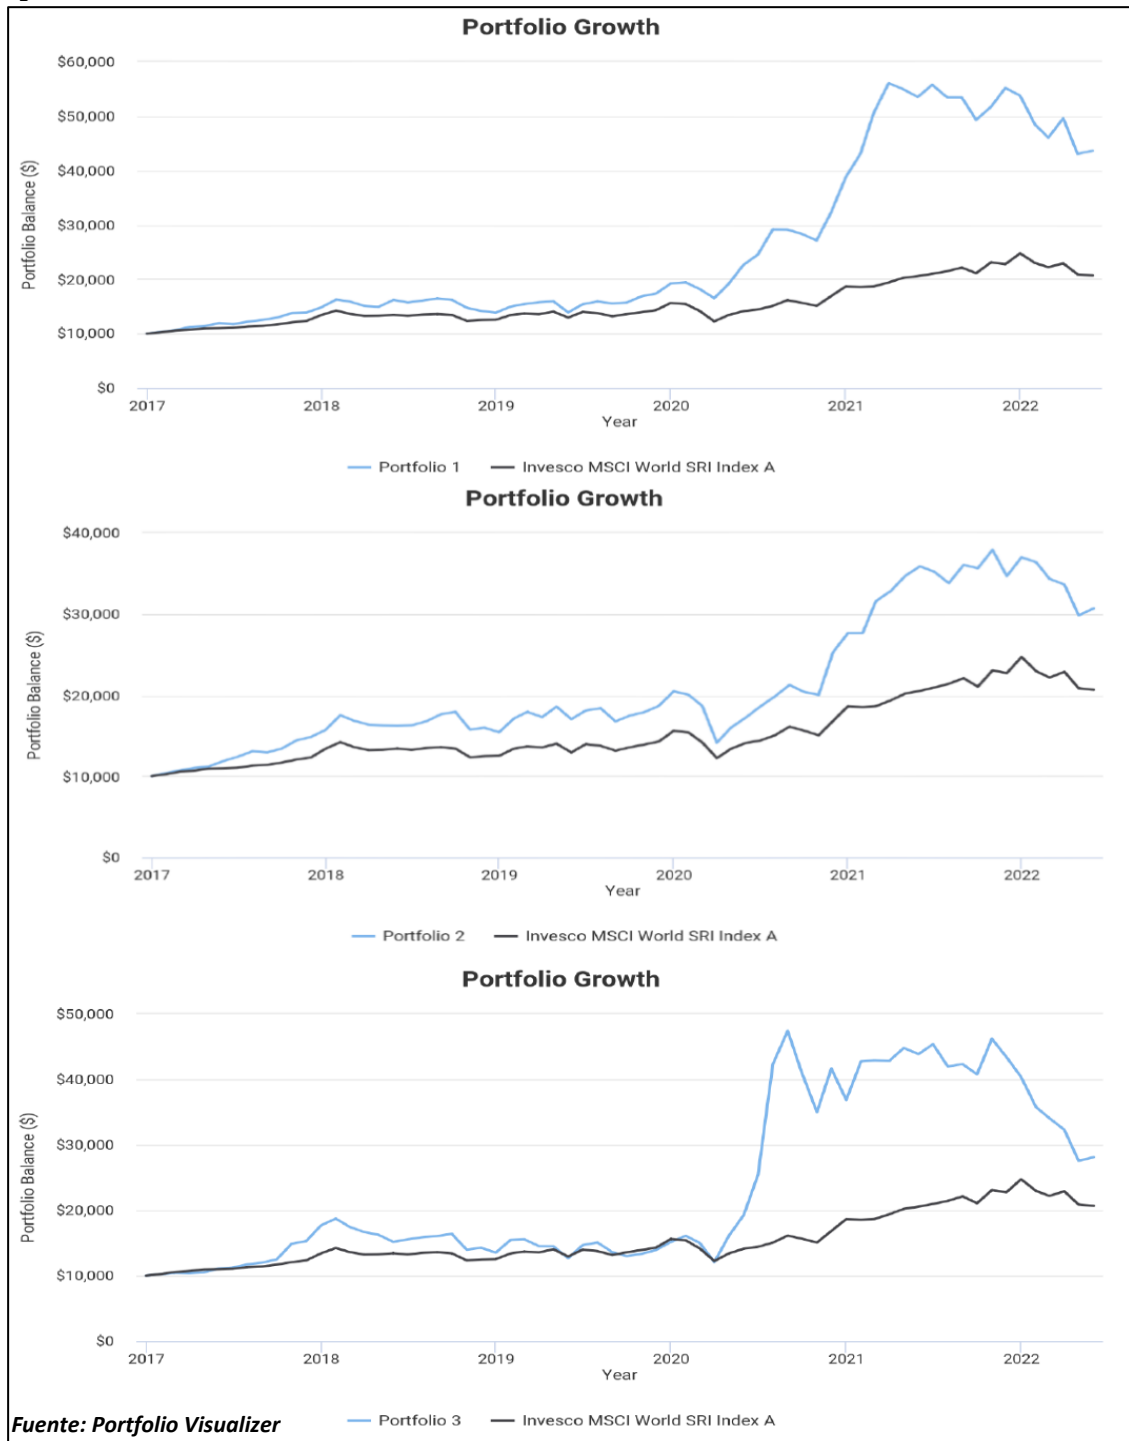 Portfolio Growth
$60,000
$50,000
$40,000
$30,000
$20,000
$10,000
$0
Portfolio Balance ($)
2017 2018 2019 2020 2021 2022
Year
Portfolio 1 Invesco MSCI World SRI Index A
Portfolio Growth
$40,000
$30,000
$20,000
$10,000
$0
Portfolio Balance ($)
2017 2018 2019 2020 2021 2022
Year
Portfolio 2 Invesco MSCI World SRI Index A
Portfolio Growth
$50,000
$40,000
$30,000
$20,000
$10,000
$0
Portfolio Balance ($)
2017 2018 2019 2020 2021 2022
Year
Fuente: Portfolio Visualizer Portfolio 3 Invesco MSCI World SRI Index A